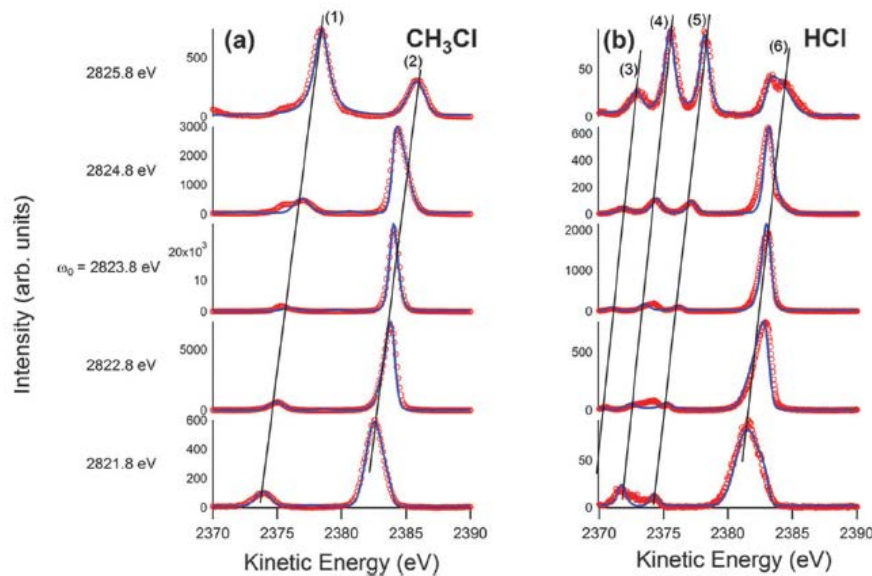 (a)
CH₃Cl
(1)
(2)
2825.8 eV
500
0
2824.8 eV
3000
2000
1000
0
ω₀ = 2823.8 eV
20x10³
10
0
2822.8 eV
5000
0
2821.8 eV
600
400
200
0
2370 2375 2380 2385 2390
Kinetic Energy (eV)
Intensity (arb. units)
(b)
HCl
(3)
(4)
(5)
(6)
50
0
600
400
200
0
2000
1000
0
500
0
50
0
2370 2375 2380 2385 2390
Kinetic Energy (eV)